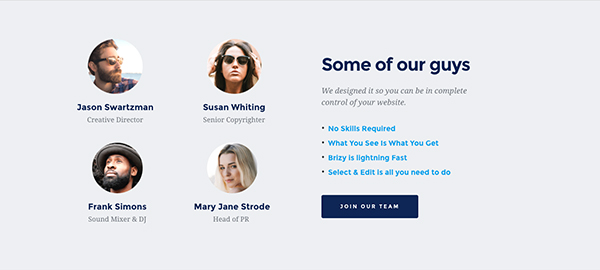 Jason Swartzman
Creative Director
Susan Whiting
Senior Copyrighter
Frank Simons
Sound Mixer & DJ
Mary Jane Strode
Head of PR
Some of our guys
We designed it so you can be in complete
control of your website.
• No Skills Required
• What You See Is What You Get
• Brizy is lightning Fast
• Select & Edit is all you need to do
JOIN OUR TEAM